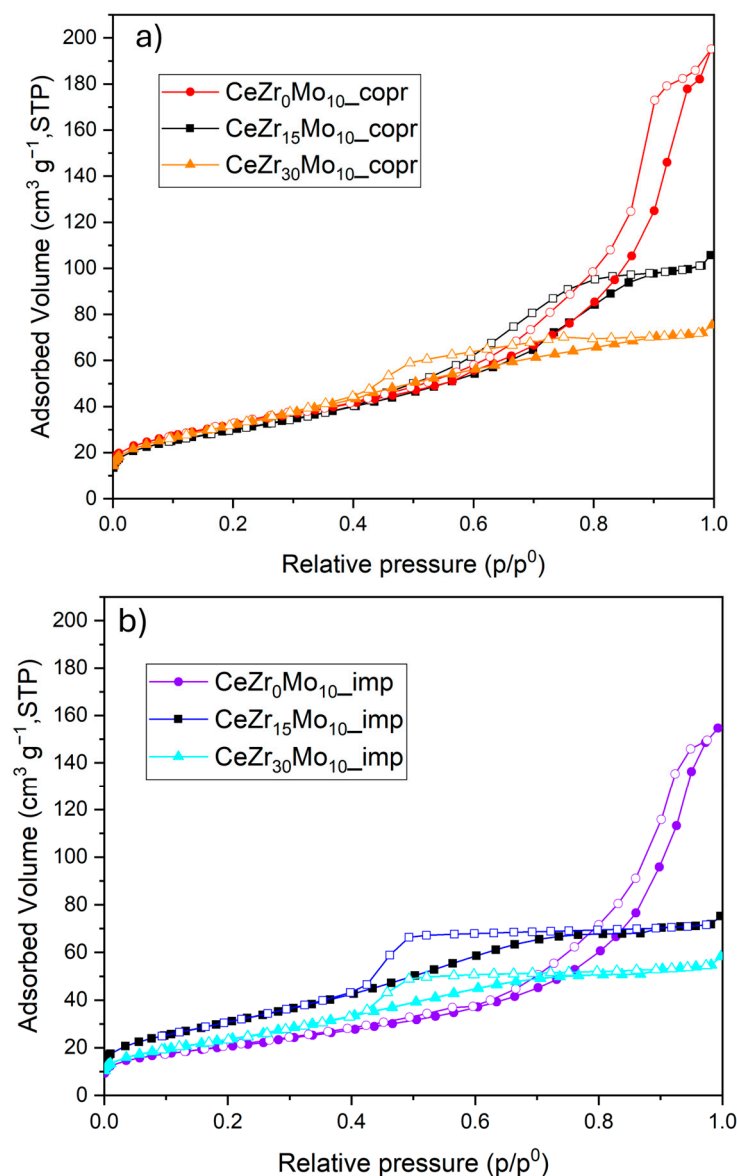 a)
CeZr₀Mo₁₀_copr
CeZr₁₅Mo₁₀_copr
CeZr₃₀Mo₁₀_copr
Adsorbed Volume (cm³ g⁻¹,STP)
200
180
160
140
120
100
80
60
40
20
0
0.0 0.2 0.4 0.6 0.8 1.0
Relative pressure (p/p⁰)
b)
CeZr₀Mo₁₀_imp
CeZr₁₅Mo₁₀_imp
CeZr₃₀Mo₁₀_imp
Adsorbed Volume (cm³ g⁻¹,STP)
200
180
160
140
120
100
80
60
40
20
0
0.0 0.2 0.4 0.6 0.8 1.0
Relative pressure (p/p⁰)